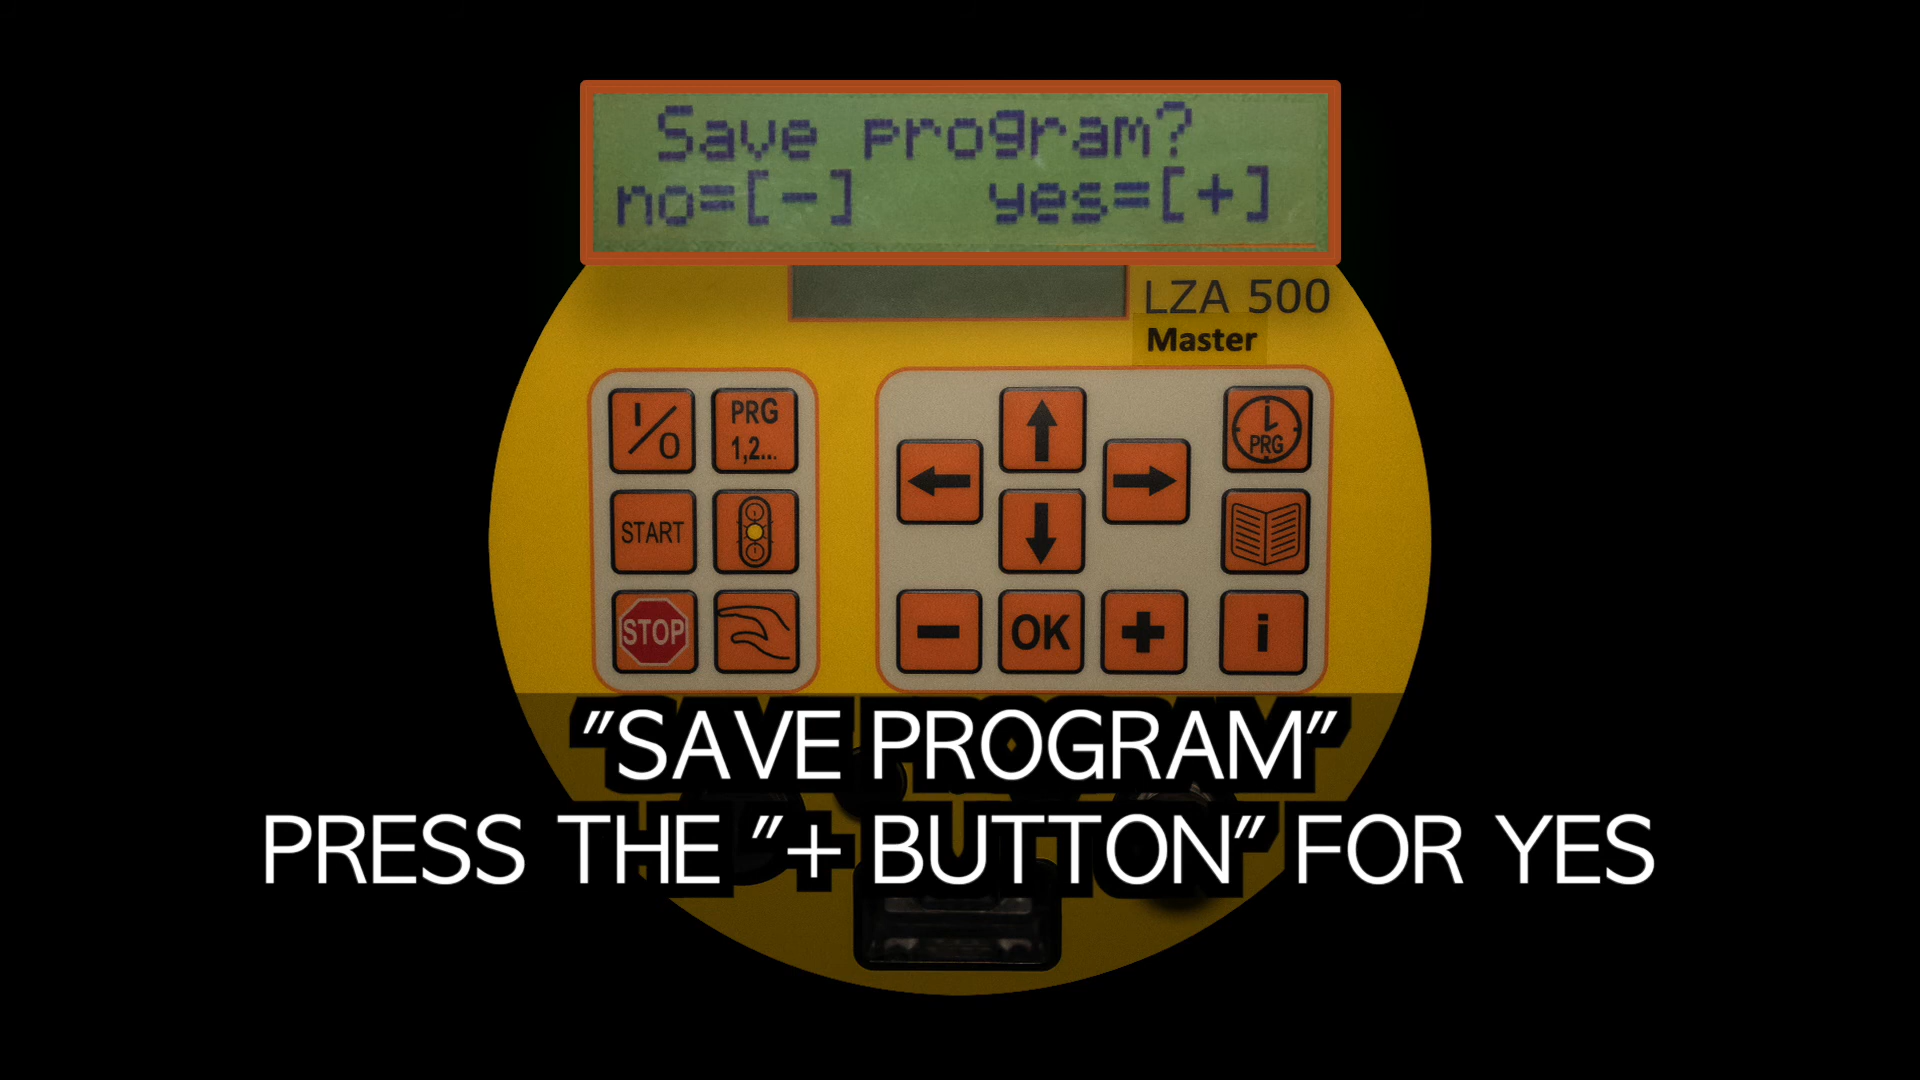 Save program?
no=[-] yes=[+]
LZA 500
Master
I/O
PRG
1,2...
PRG
START
STOP
- OK + i
"SAVE PROGRAM"
PRESS THE "+ BUTTON" FOR YES